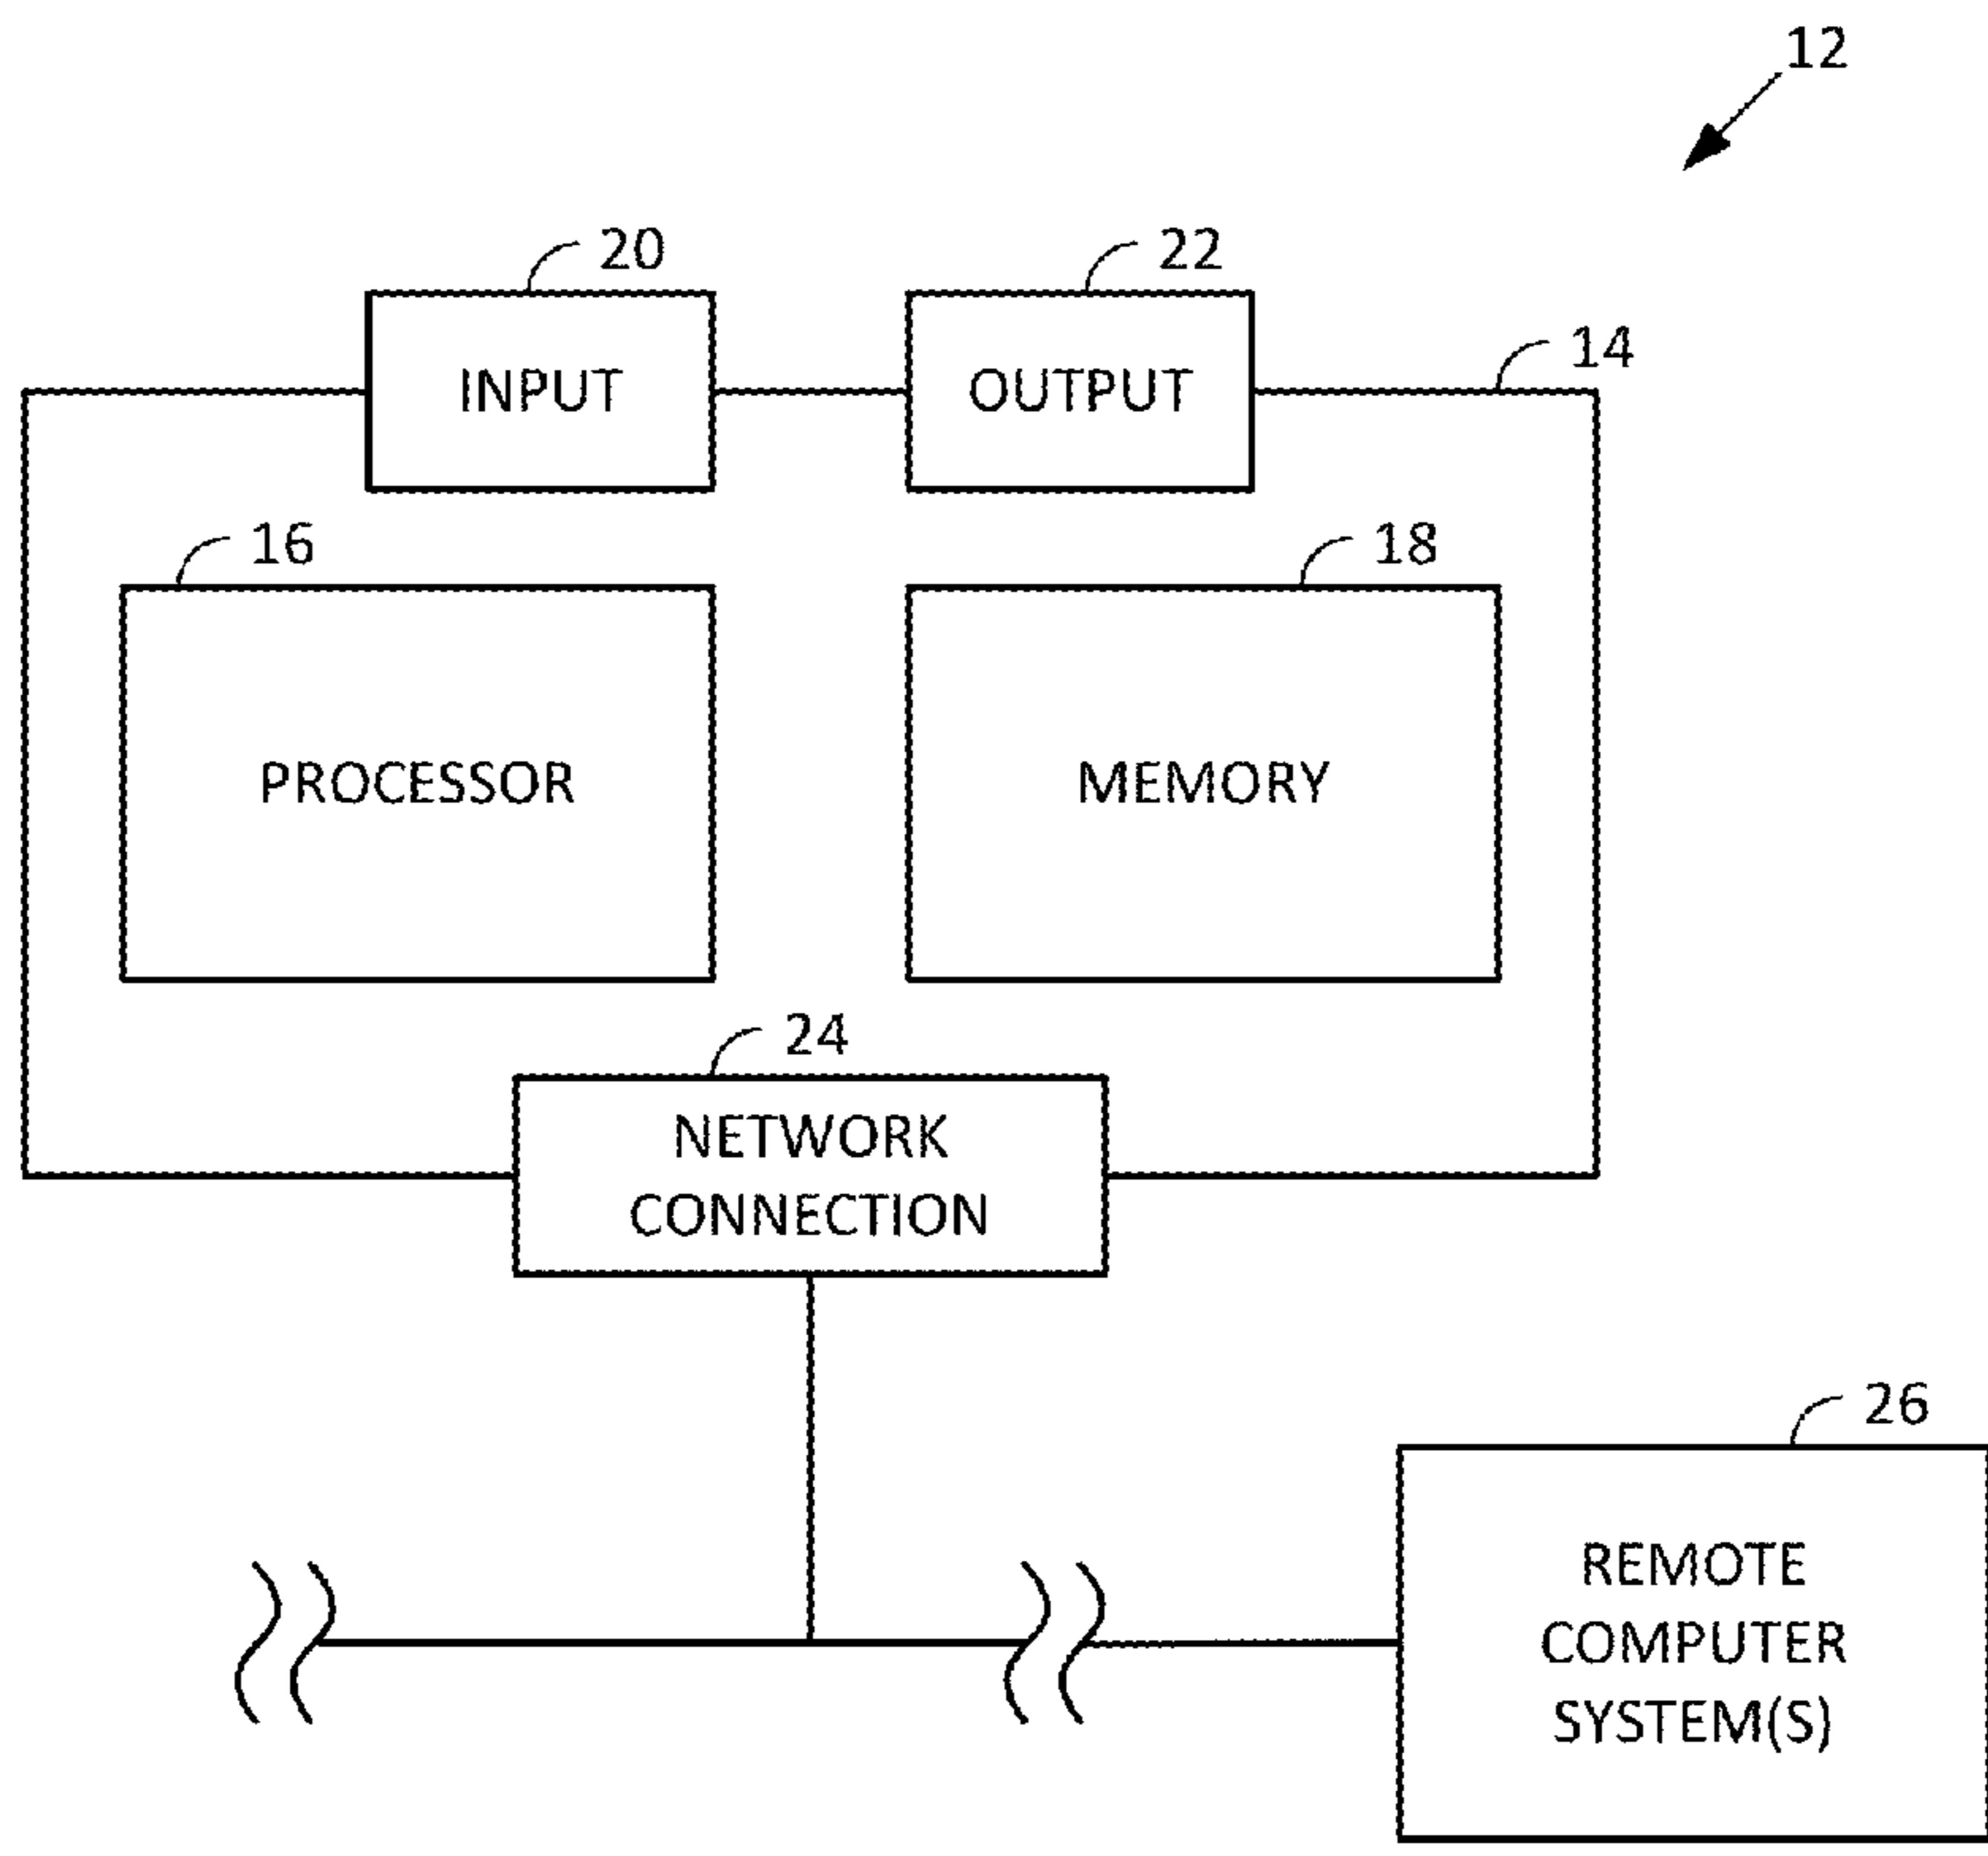 12
20
22
14
INPUT
OUTPUT
16
18
PROCESSOR
MEMORY
24
NETWORK
CONNECTION
26
REMOTE
COMPUTER
SYSTEM(S)